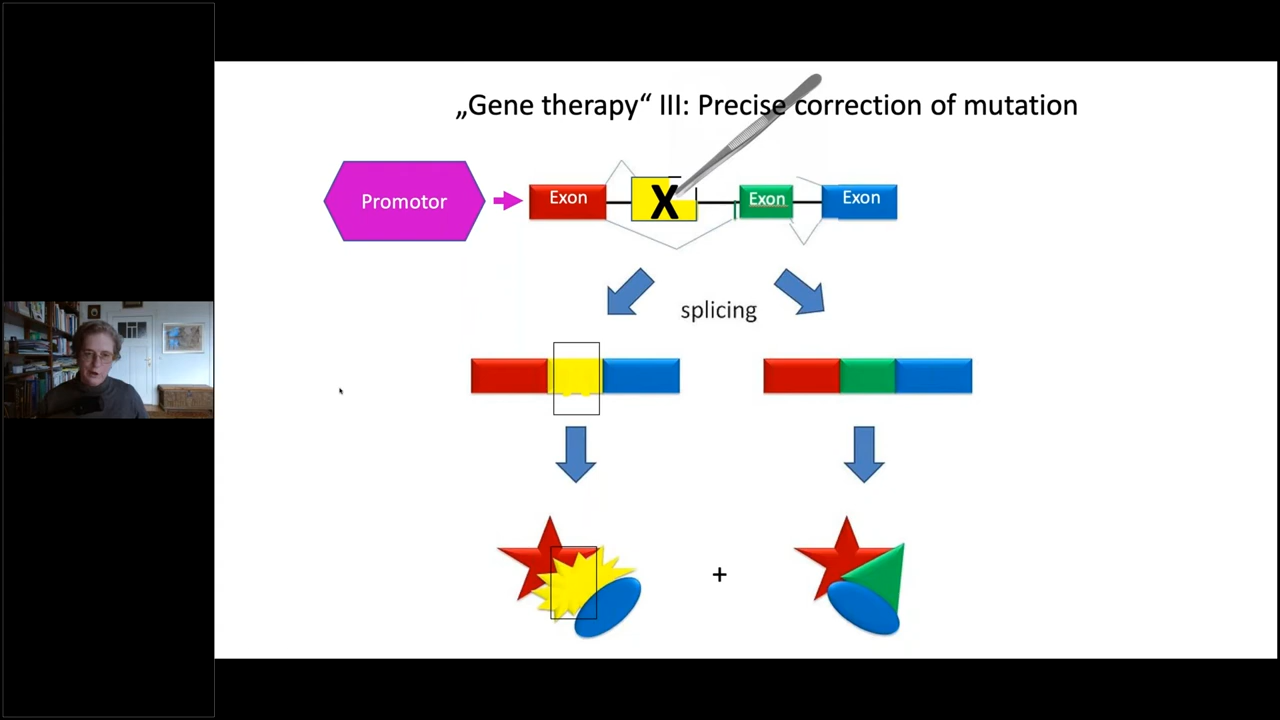 „Gene therapy“ III: Precise correction of mutation
Promotor
Exon
X
Exon
Exon
splicing
+